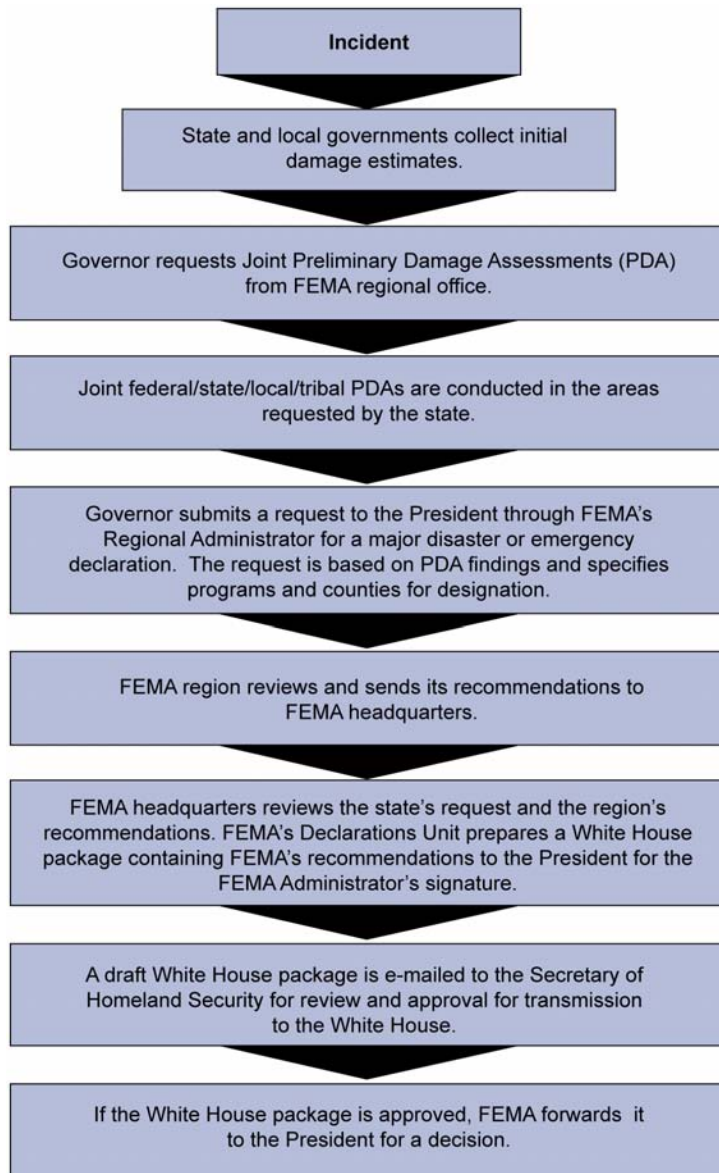 Incident
State and local governments collect initial
damage estimates.
Governor requests Joint Preliminary Damage Assessments (PDA)
from FEMA regional office.
Joint federal/state/local/tribal PDAs are conducted in the areas
requested by the state.
Governor submits a request to the President through FEMA's
Regional Administrator for a major disaster or emergency
declaration.  The request is based on PDA findings and specifies
programs and counties for designation.
FEMA region reviews and sends its recommendations to
FEMA headquarters.
FEMA headquarters reviews the state's request and the region's
recommendations. FEMA's Declarations Unit prepares a White House
package containing FEMA's recommendations to the President for the
FEMA Administrator's signature.
A draft White House package is e-mailed to the Secretary of
Homeland Security for review and approval for transmission
to the White House.
If the White House package is approved, FEMA forwards  it
to the President for a decision.